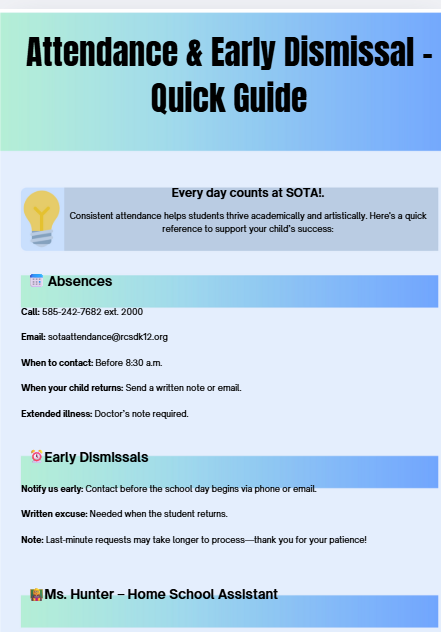 Attendance & Early Dismissal -
Quick Guide
Every day counts at SOTA!.
Consistent attendance helps students thrive academically and artistically. Here's a quick
reference to support your child's success:
Absences
Call: 585-242-7682 ext. 2000
Email: sotaattendance@rcsdk12.org
When to contact: Before 8:30 a.m.
When your child returns: Send a written note or email.
Extended illness: Doctor's note required.
Early Dismissals
Notify us early: Contact before the school day begins via phone or email.
Written excuse: Needed when the student returns.
Note: Last-minute requests may take longer to process—thank you for your patience!
Ms. Hunter – Home School Assistant